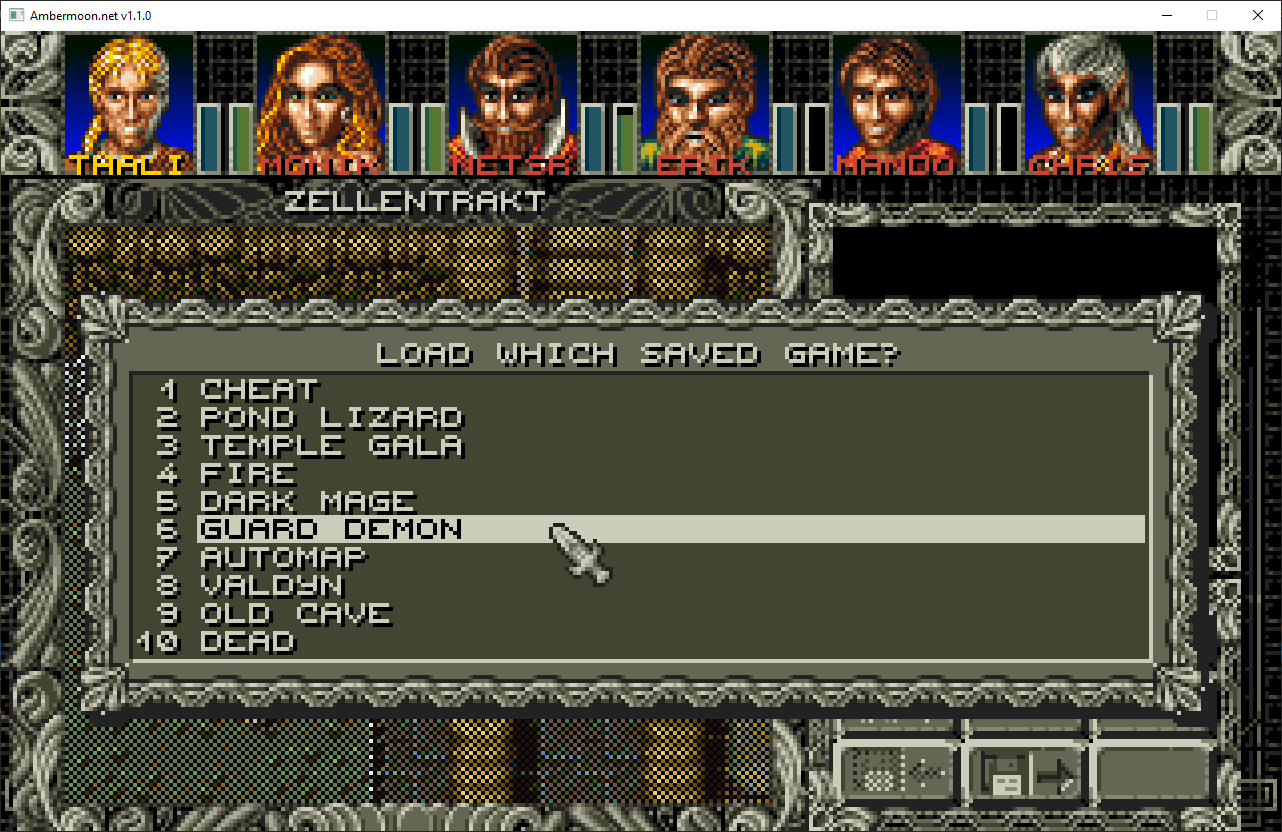 Ambermoon.net v1.1.0
TAALI MONIA NETSA ERIK MANDO CHRIS
ZELLENTRAKT
LOAD WHICH SAVED GAME?
1 CHEAT
2 POND LIZARD
3 TEMPLE GALA
4 FIRE
5 DARK MAGE
6 GUARD DEMON
7 AUTOMAP
8 VALDYN
9 OLD CAVE
10 DEAD